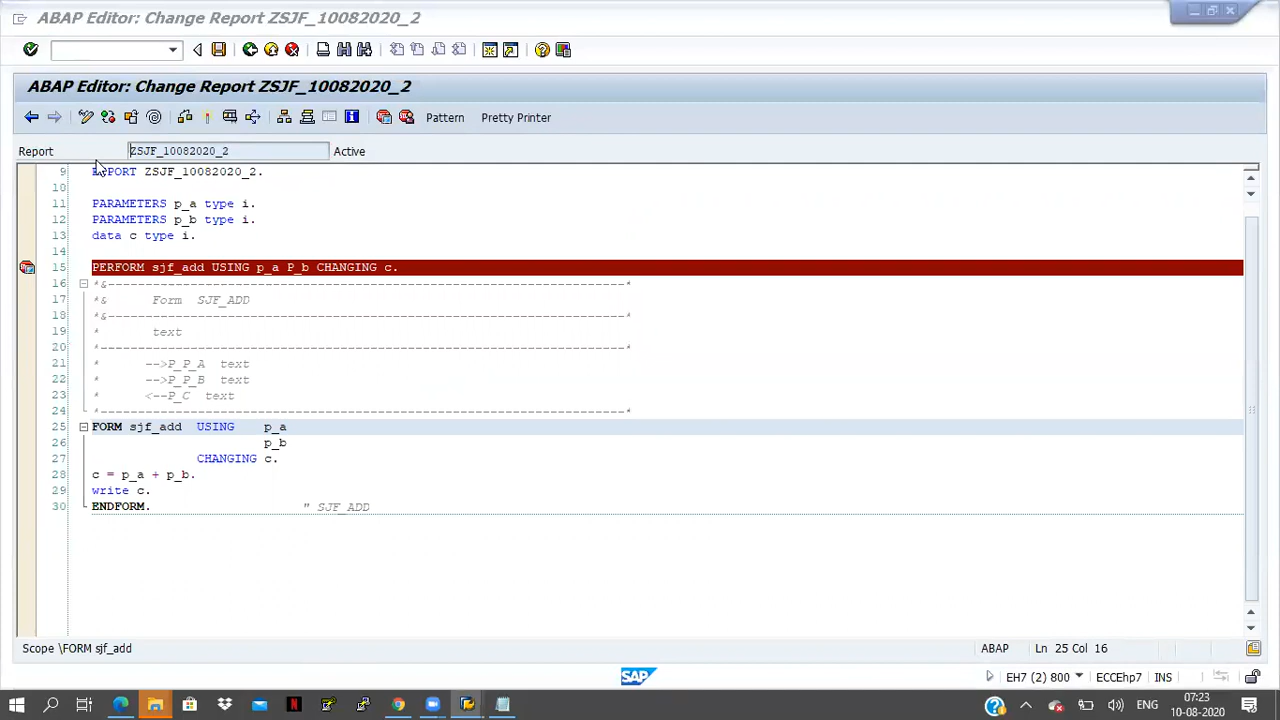 ABAP Editor: Change Report ZSJF_10082020_2
ABAP Editor: Change Report ZSJF_10082020_2
Pattern Pretty Printer
Report ZSJF_10082020_2 Active
9 REPORT ZSJF_10082020_2.
10
11 PARAMETERS p_a type i.
12 PARAMETERS p_b type i.
13 data c type i.
14
15 PERFORM sjf_add USING p_a P_b CHANGING c.
16 *&---------------------------------------------------------------------*
17 *& Form SJF_ADD
18 *&---------------------------------------------------------------------*
19 * text
20 *----------------------------------------------------------------------*
21 * -->P_P_A text
22 * -->P_P_B text
23 * <--P_C text
24 *----------------------------------------------------------------------*
25 FORM sjf_add USING p_a
26 p_b
27 CHANGING c.
28 c = p_a + p_b.
29 write c.
30 ENDFORM. " SJF_ADD
Scope \FORM sjf_add ABAP Ln 25 Col 16
SAP EH7 (2) 800 ECCEhp7 INS
ENG 07:23
10-08-2020